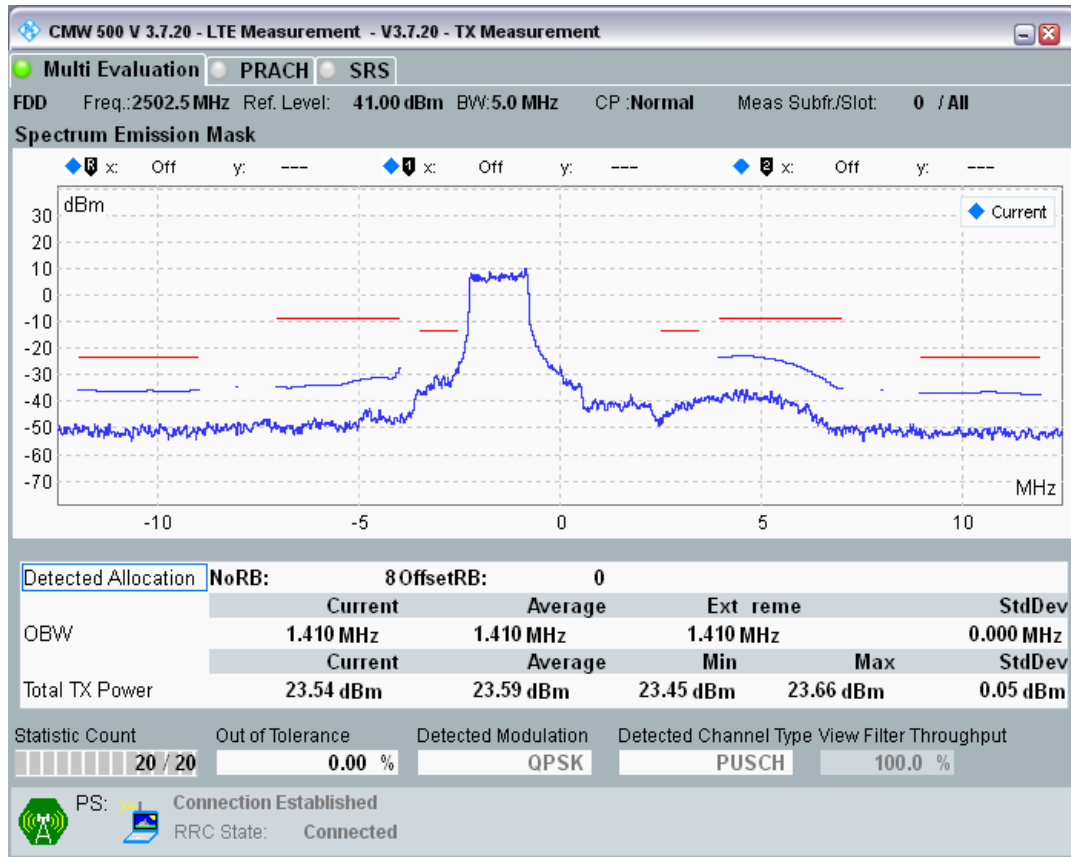 CMW 500 V 3.7.20 - LTE Measurement - V3.7.20 - TX Measurement
Multi Evaluation PRACH SRS
FDD Freq.:2502.5 MHz Ref. Level: 41.00 dBm BW:5.0 MHz CP :Normal Meas Subfr./Slot: 0 / All
Spectrum Emission Mask
R x: Off y: --- 1 x: Off y: --- 2 x: Off y: ---
dBm
Current
30
20
10
0
-10
-20
-30
-40
-50
-60
-70
MHz
-10 -5 0 5 10
Detected Allocation NoRB: 8 OffsetRB: 0
Current Average Ext reme StdDev
OBW 1.410 MHz 1.410 MHz 1.410 MHz 0.000 MHz
Current Average Min Max StdDev
Total TX Power 23.54 dBm 23.59 dBm 23.45 dBm 23.66 dBm 0.05 dBm
Statistic Count Out of Tolerance Detected Modulation Detected Channel Type View Filter Throughput
20 / 20 0.00 % QPSK PUSCH 100.0 %
PS: Connection Established
RRC State: Connected